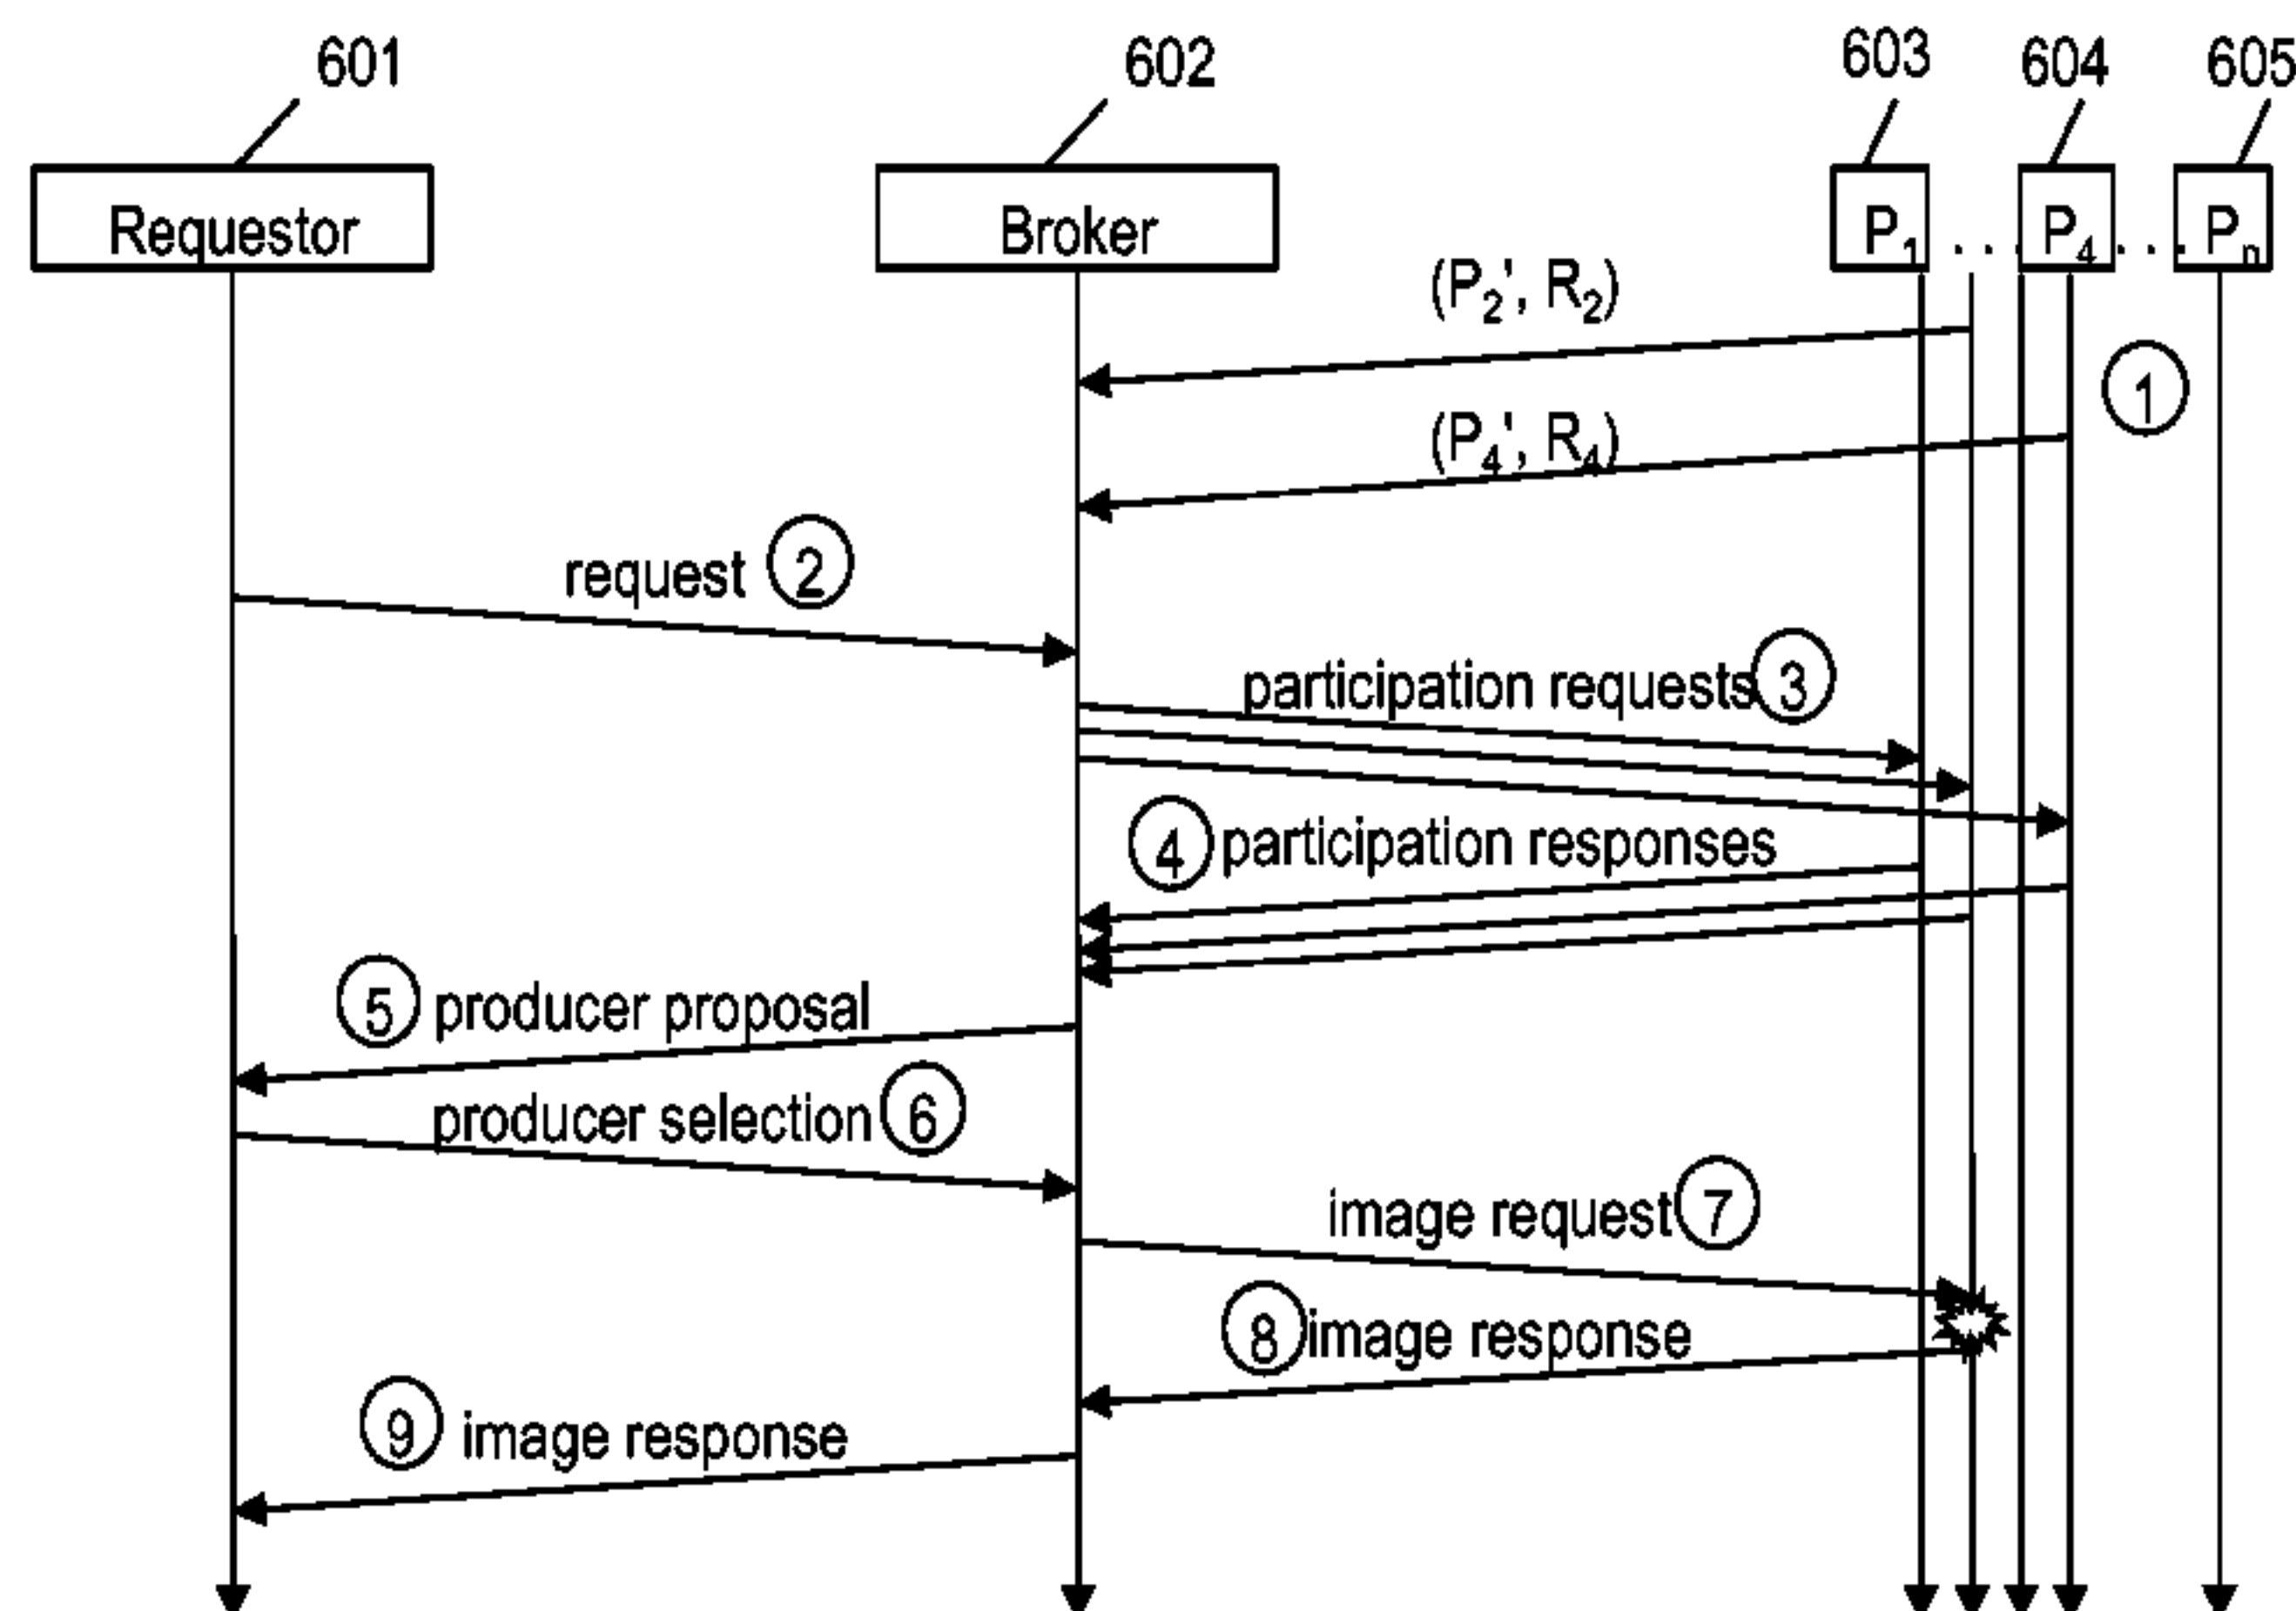 601 602 603 604 605
Requestor Broker P₁ . . . P₄ . . . Pₙ
(P₂', R₂)
1
(P₄', R₄)
request 2
participation requests 3
4 participation responses
5 producer proposal
producer selection 6
image request 7
8 image response
9 image response